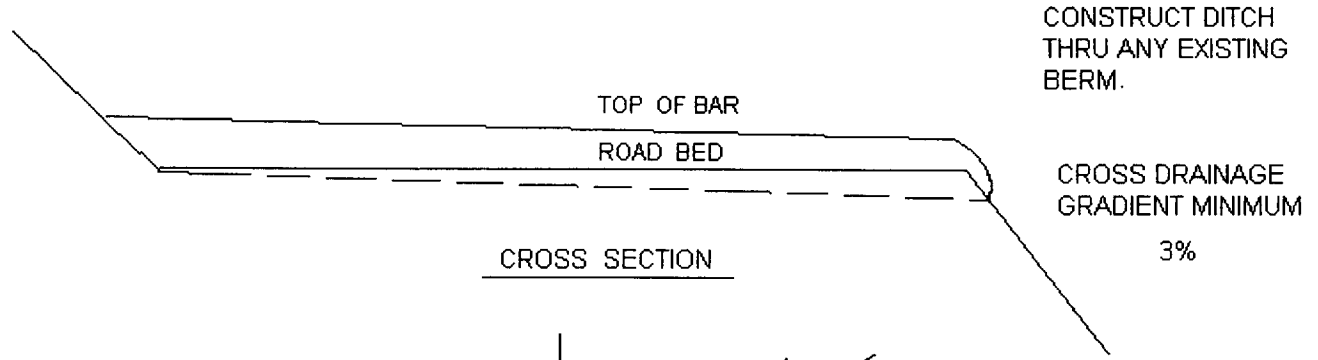 CONSTRUCT DITCH
THRU ANY EXISTING
BERM.
TOP OF BAR
ROAD BED
CROSS DRAINAGE
GRADIENT MINIMUM
3%
CROSS SECTION